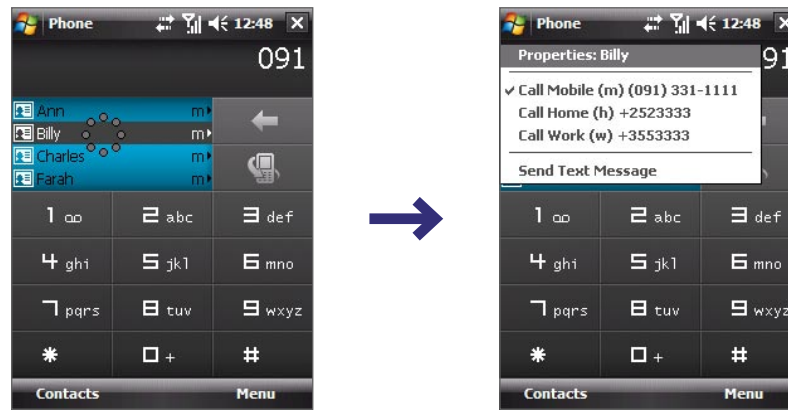 Phone 12:48
091
Ann m
Billy m
Charles m
Farah m
1 ∞ 2 abc 3 def
4 ghi 5 jkl 6 mno
7 pqrs 8 tuv 9 wxyz
* 0 + #
Contacts Menu
Phone 12:48
Properties: Billy 91
Call Mobile (m) (091) 331-1111
Call Home (h) +2523333
Call Work (w) +3553333
Send Text Message
1 ∞ 2 abc 3 def
4 ghi 5 jkl 6 mno
7 pqrs 8 tuv 9 wxyz
* 0 + #
Contacts Menu